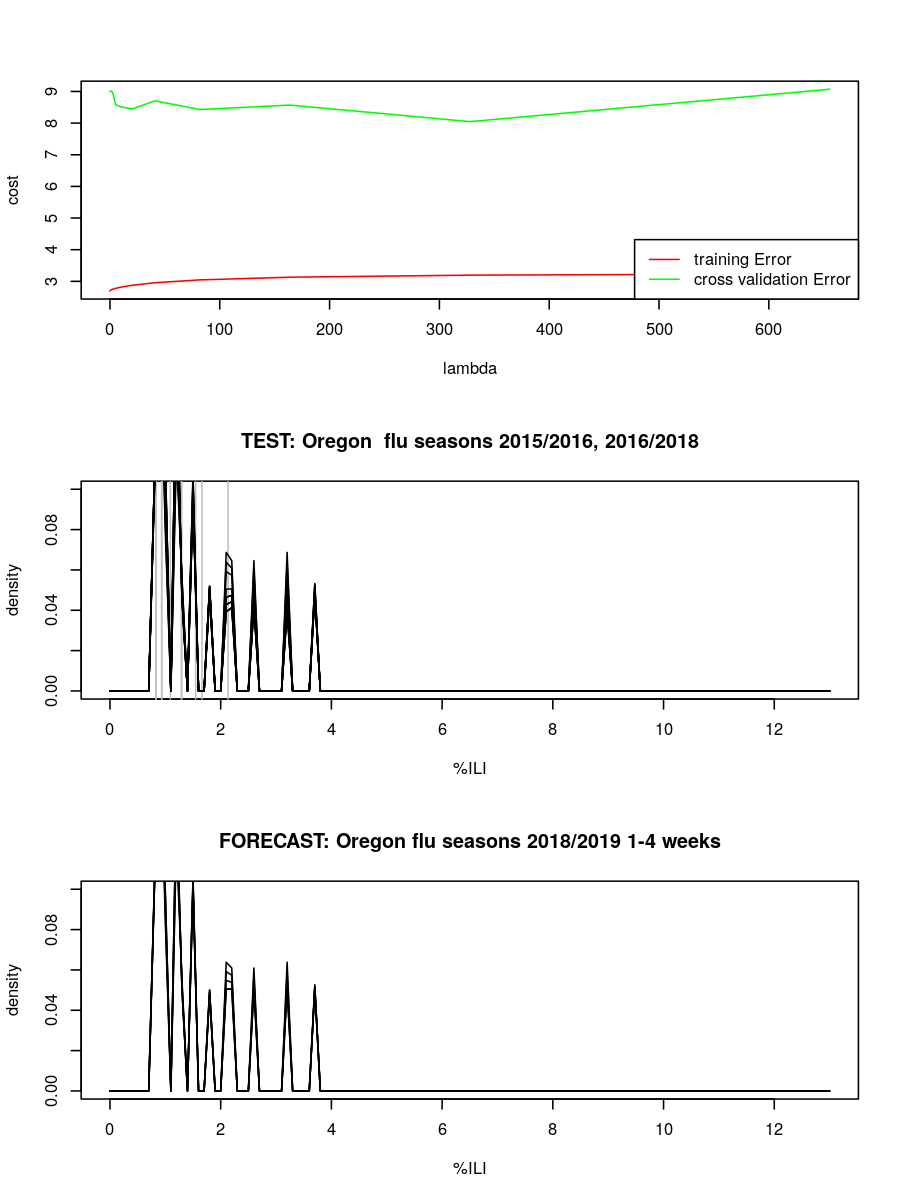 9
8
7
6
5
4
3
cost
training Error
cross validation Error
0 100 200 300 400 500 600
lambda
TEST: Oregon  flu seasons 2015/2016, 2016/2018
0.08
0.04
0.00
density
0 2 4 6 8 10 12
%ILI
FORECAST: Oregon flu seasons 2018/2019 1-4 weeks
0.08
0.04
0.00
density
0 2 4 6 8 10 12
%ILI